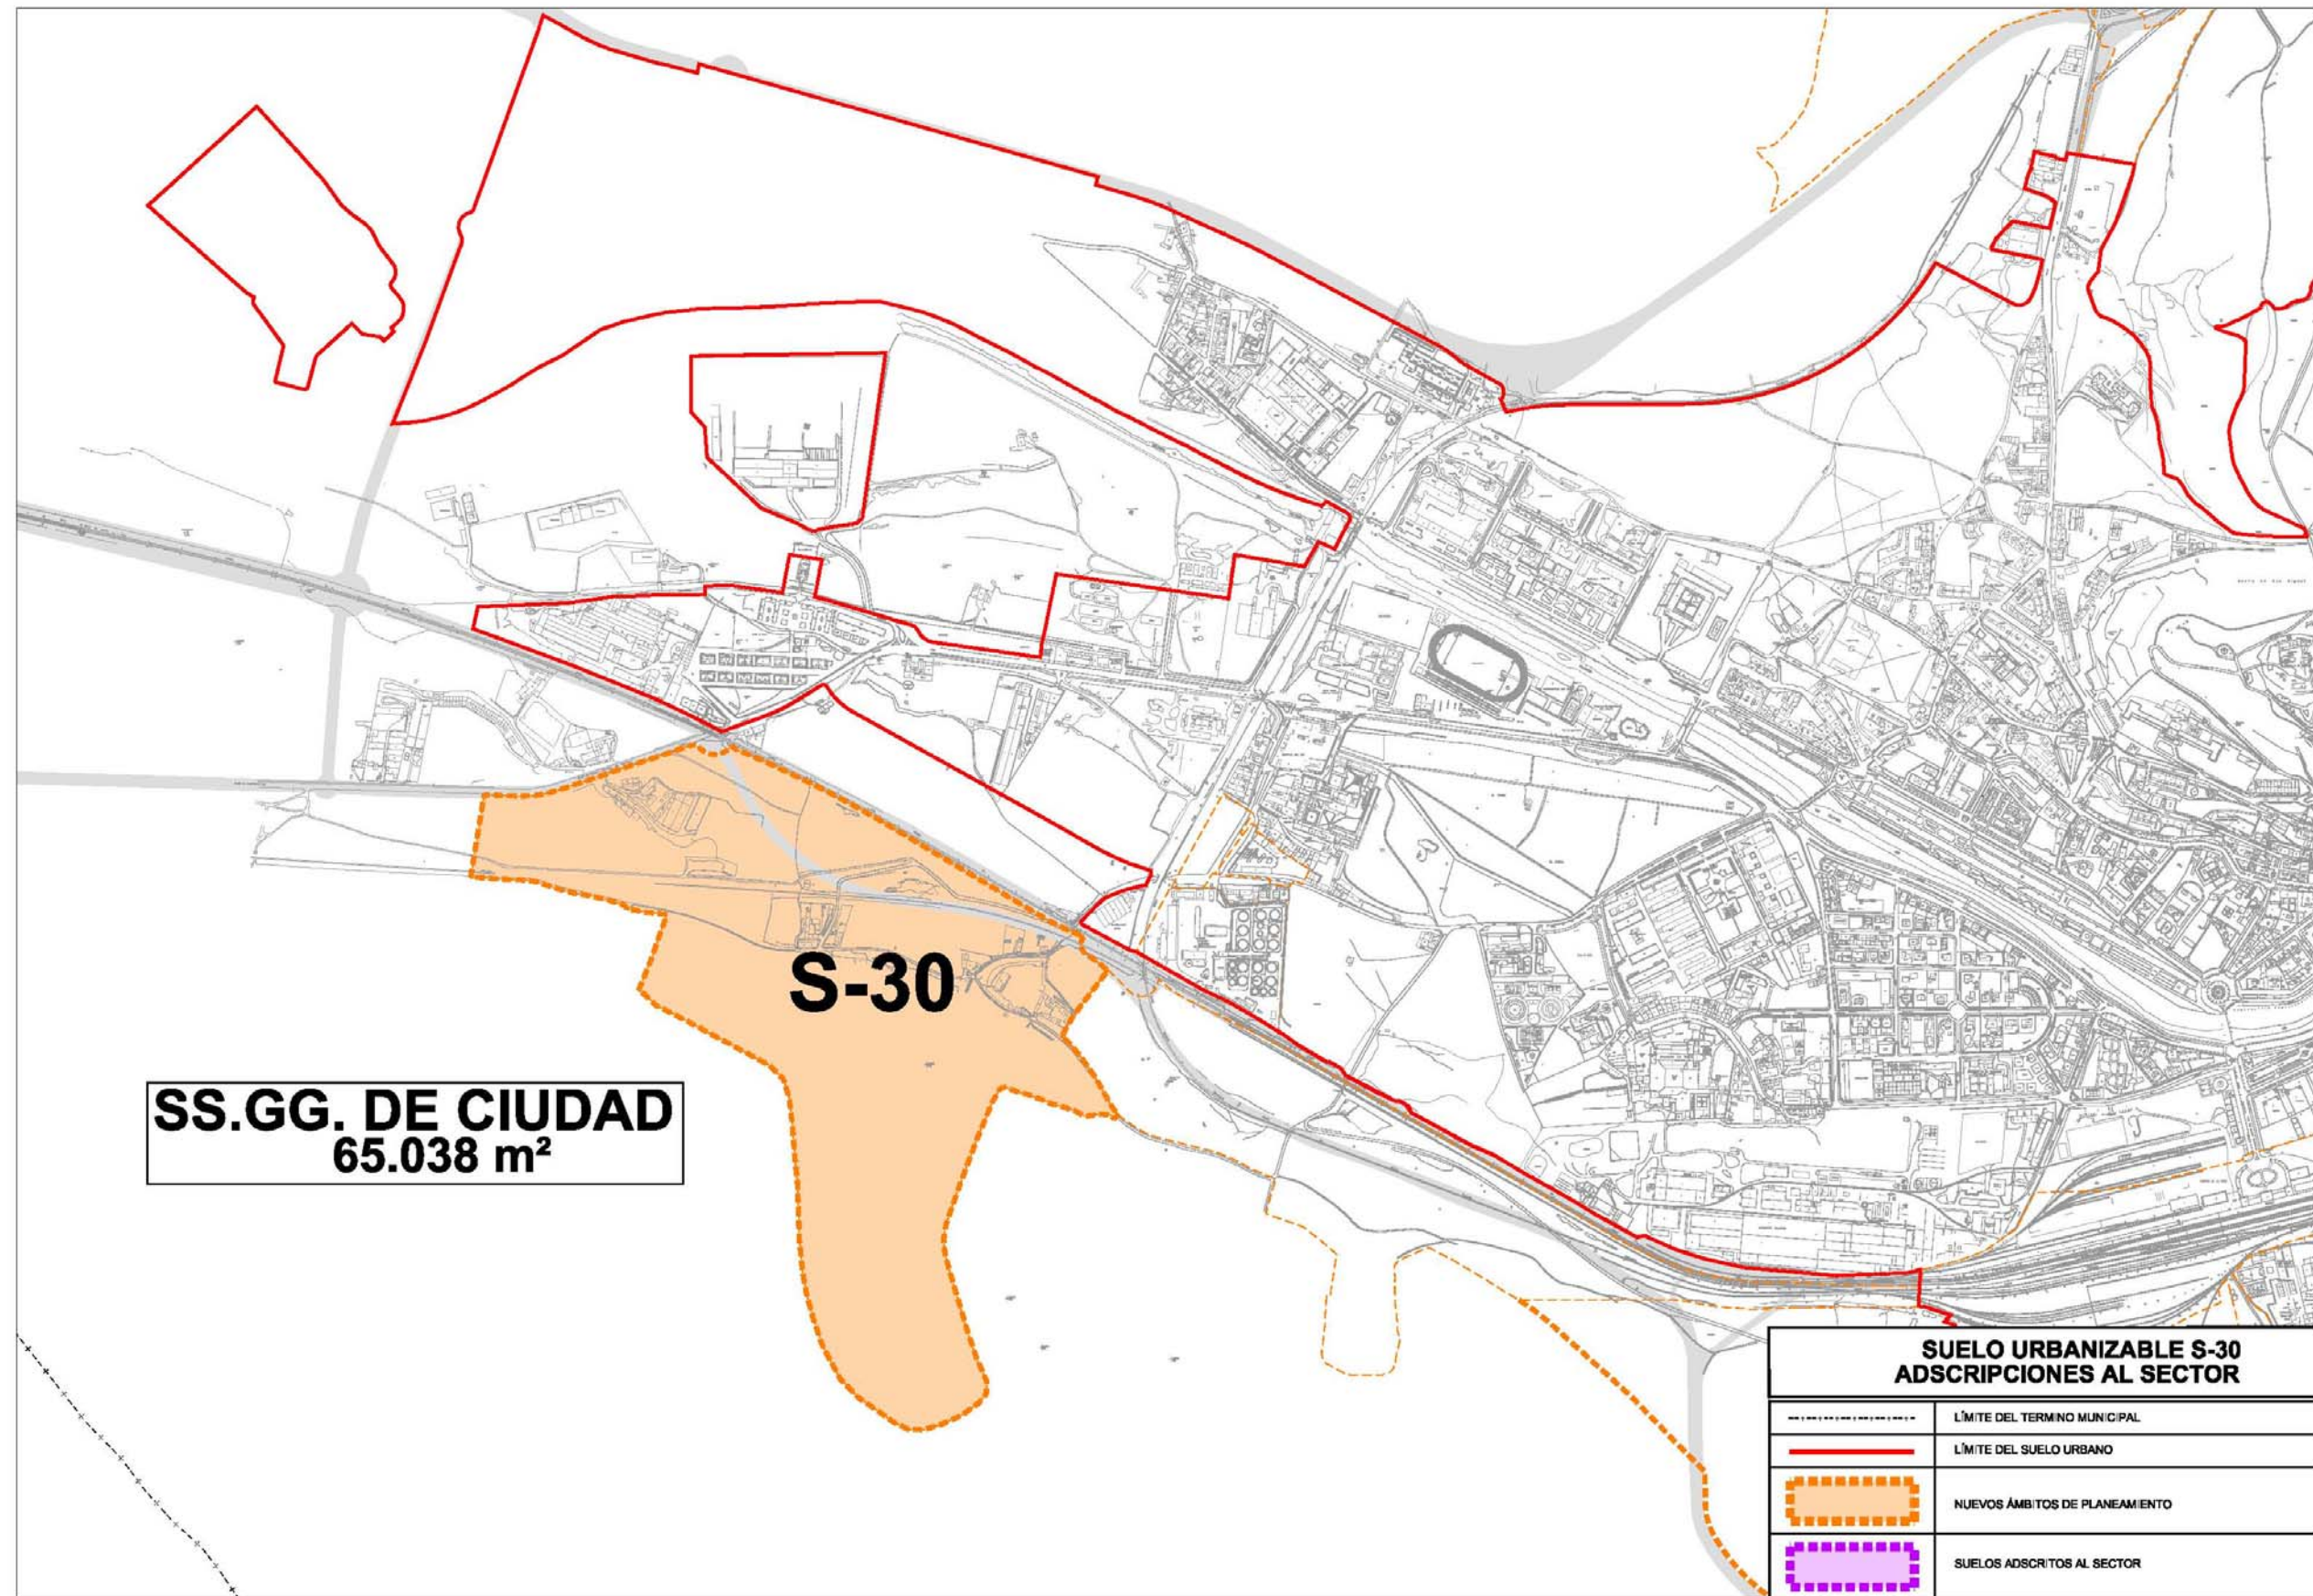 S-30
SS.GG. DE CIUDAD
65.038 m²
SUELO URBANIZABLE S-30
ADSCRIPCIONES AL SECTOR
LÍMITE DEL TERMINO MUNICIPAL
LÍMITE DEL SUELO URBANO
NUEVOS ÁMBITOS DE PLANEAMIENTO
SUELOS ADSCRITOS AL SECTOR